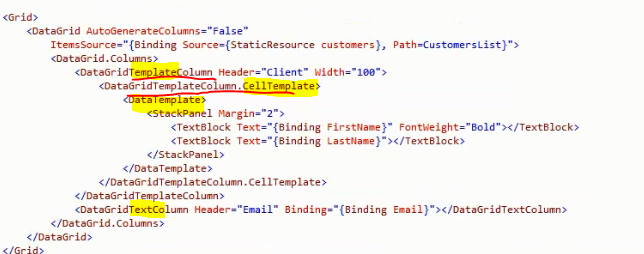 <Grid>
<DataGrid AutoGenerateColumns="False"
ItemsSource="{Binding Source={StaticResource customers}, Path=CustomersList}">
<DataGrid.Columns>
<DataGridTemplateColumn Header="Client" Width="100">
<DataGridTemplateColumn.CellTemplate>
<DataTemplate>
<StackPanel Margin="2">
<TextBlock Text="{Binding FirstName}" FontWeight="Bold"></TextBlock>
<TextBlock Text="{Binding LastName}"></TextBlock>
</StackPanel>
</DataTemplate>
</DataGridTemplateColumn.CellTemplate>
</DataGridTemplateColumn>
<DataGridTextColumn Header="Email" Binding="{Binding Email}"></DataGridTextColumn>
</DataGrid.Columns>
</DataGrid>
</Grid>